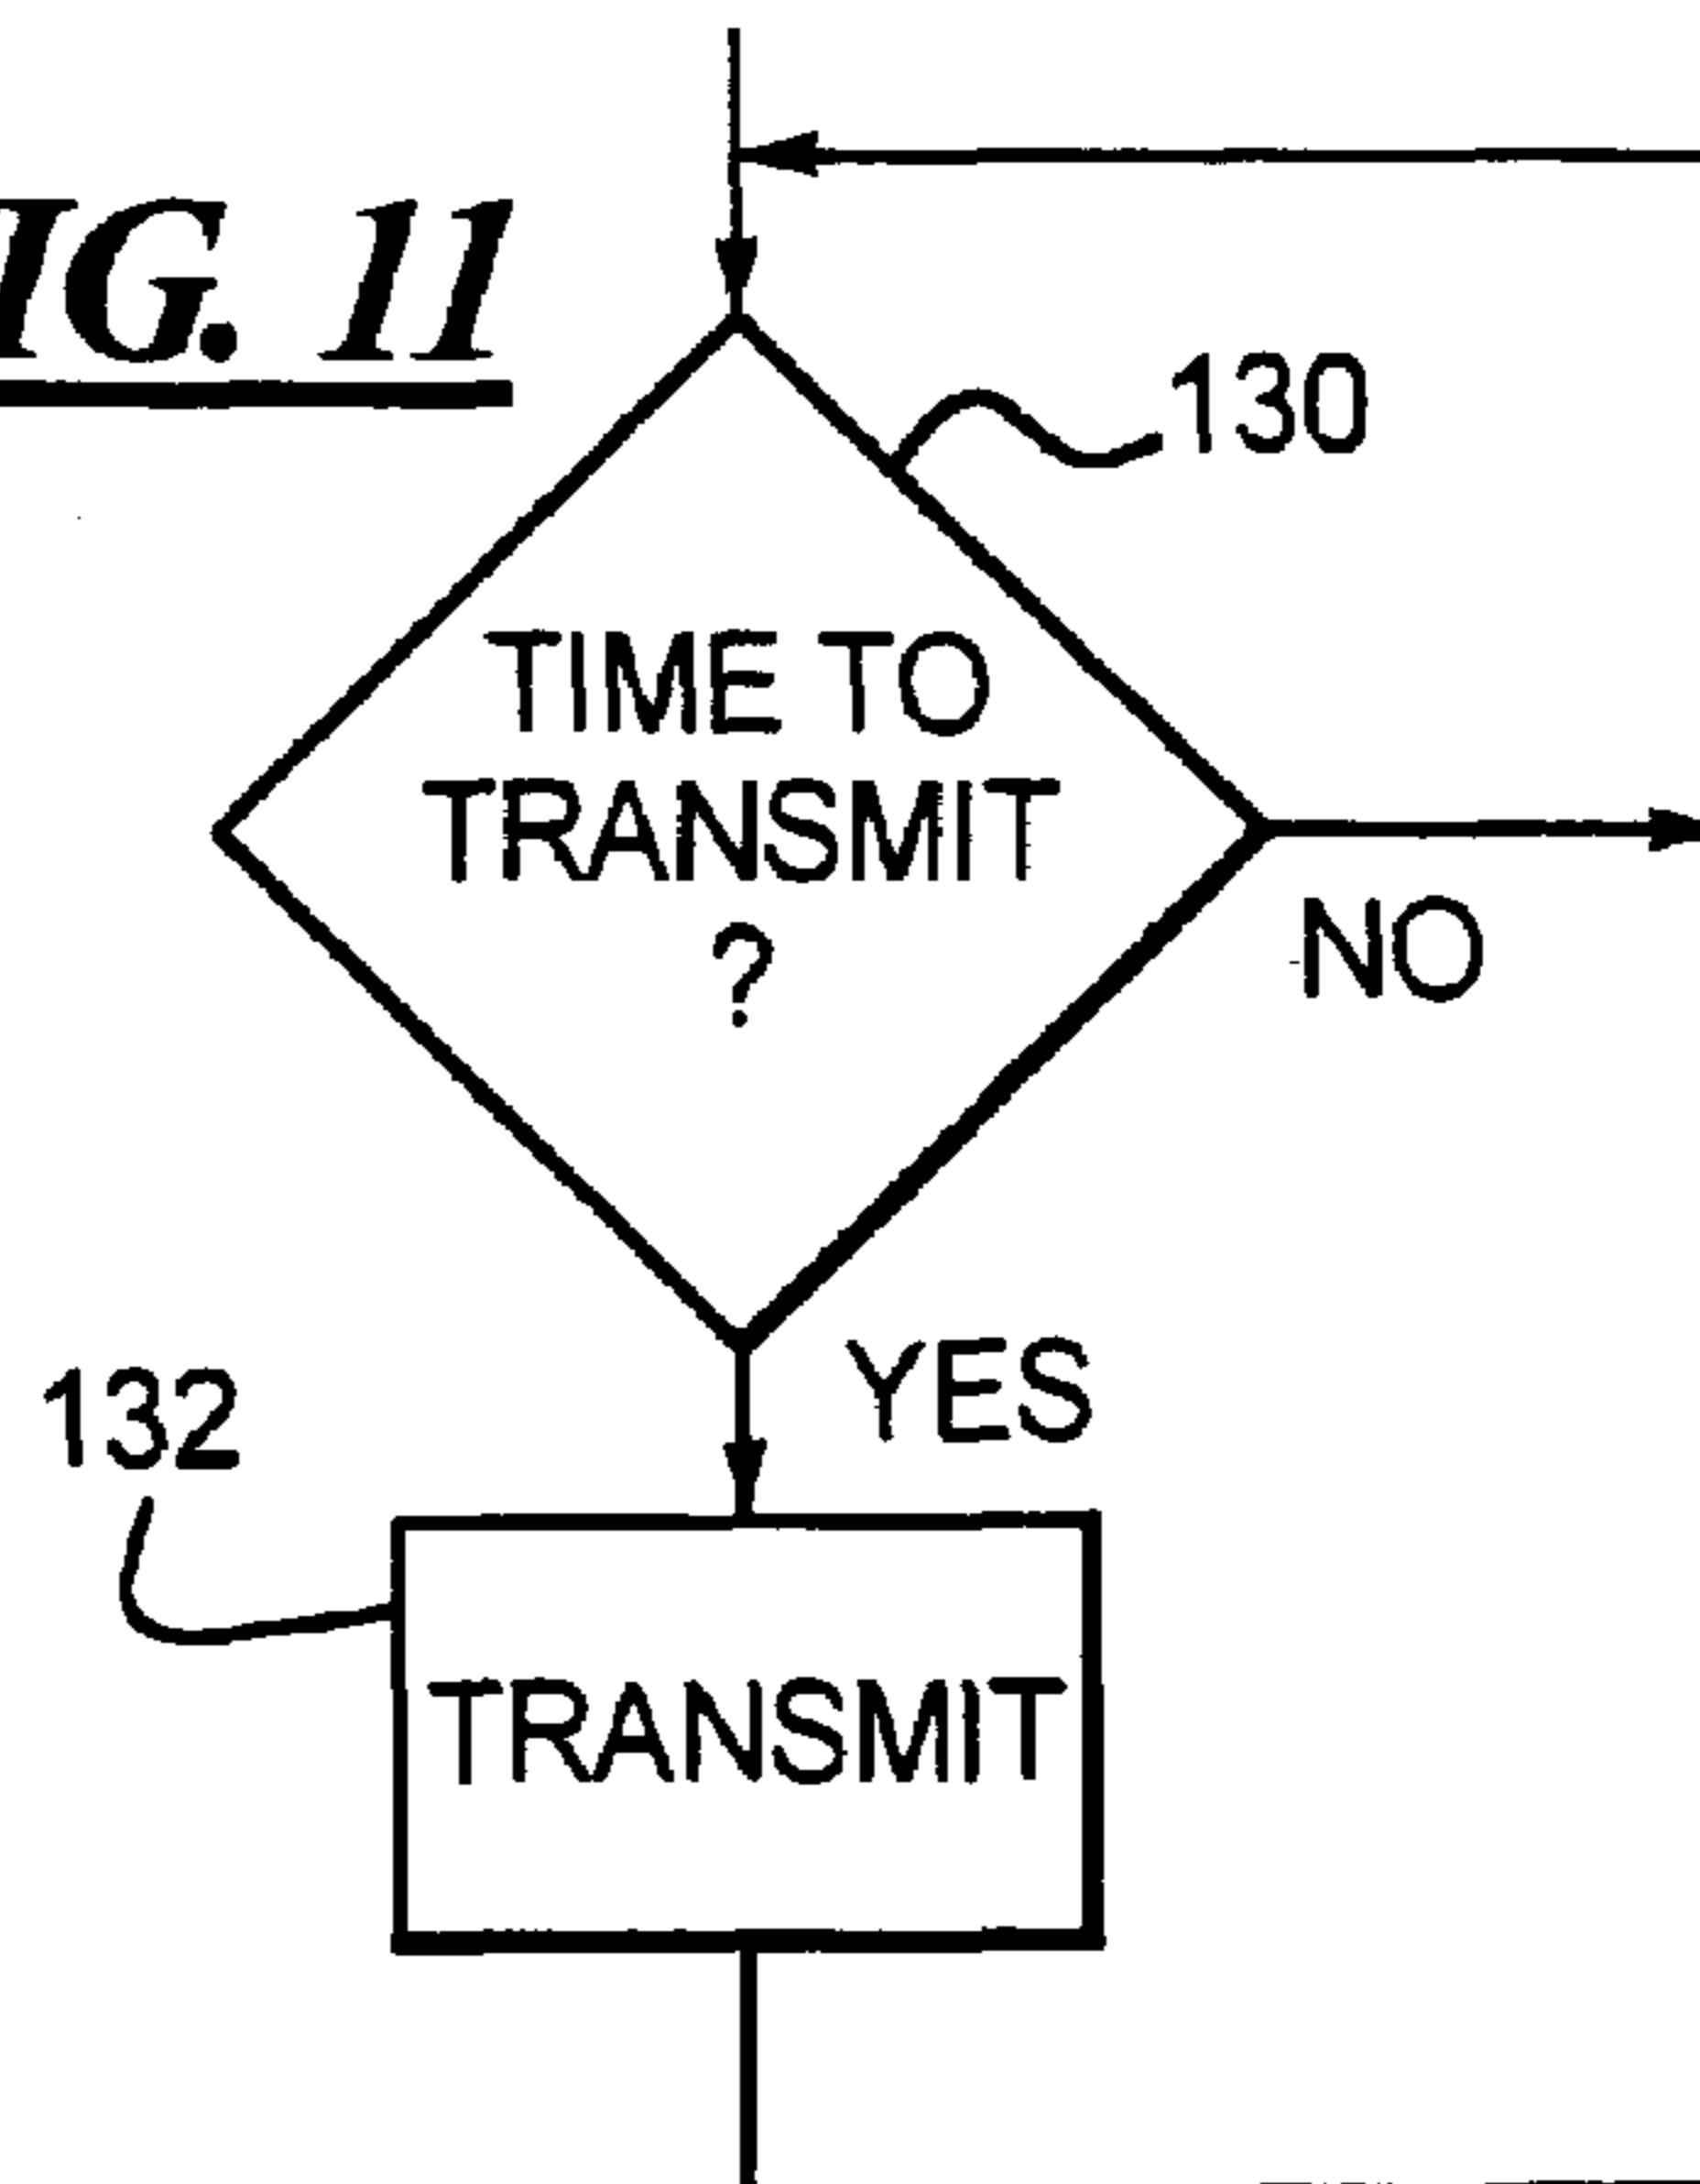 IG. 11
130
TIME TO
TRANSMIT
?
NO
YES
132
TRANSMIT